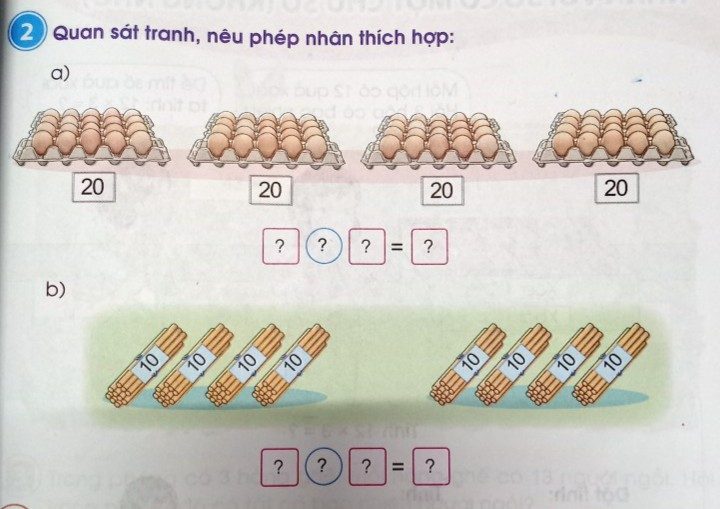 2 Quan sát tranh, nêu phép nhân thích hợp:
a)
20 20 20 20
? ? ? = ?
b)
10 10 10 10 10 10 10 10
? ? ? = ?